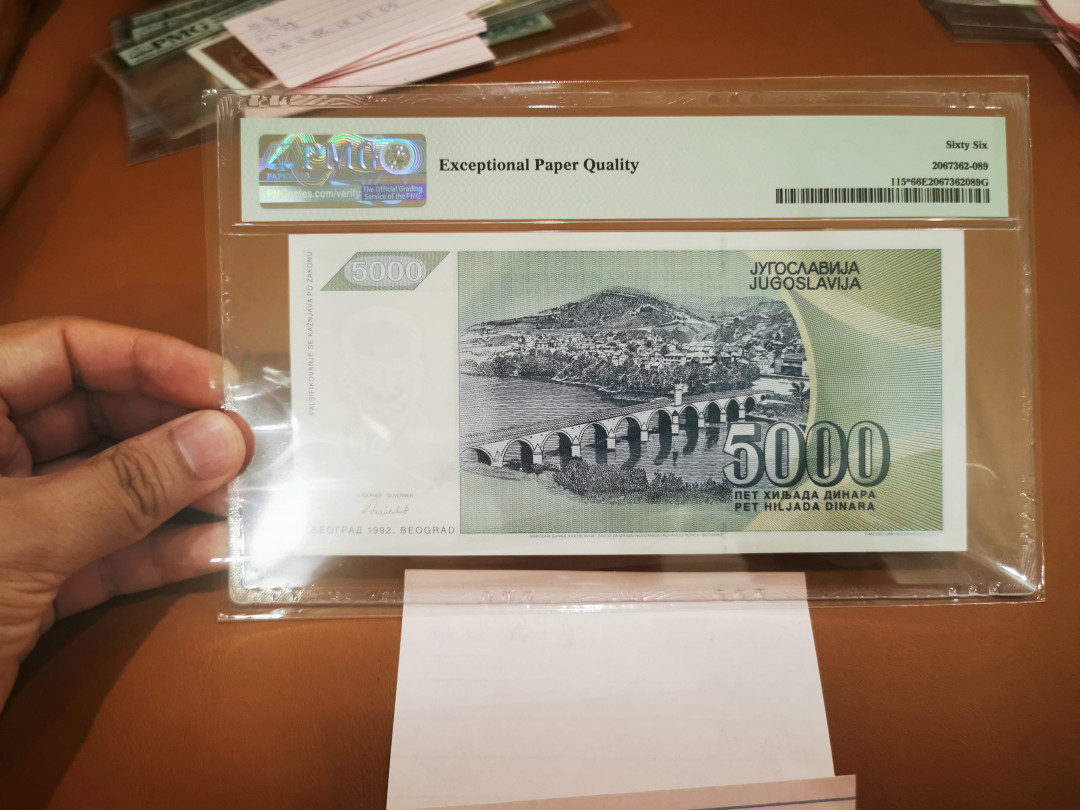 PMG
PMG
PAPER
PMGnotes.com/verify
The Official Grading
Service of the PNG
Exceptional Paper Quality
Sixty Six
2067362-089
115*66E2067362089G
FALSIFIKOVANJE SE KAŽNJAVA PO ZAKONU
5000
ЈУГОСЛАВИЈА
JUGOSLAVIJA
5000
ПЕТ ХИЉАДА ДИНАРА
PET HILJADA DINARA
БЕОГРАД 1992. BEOGRAD